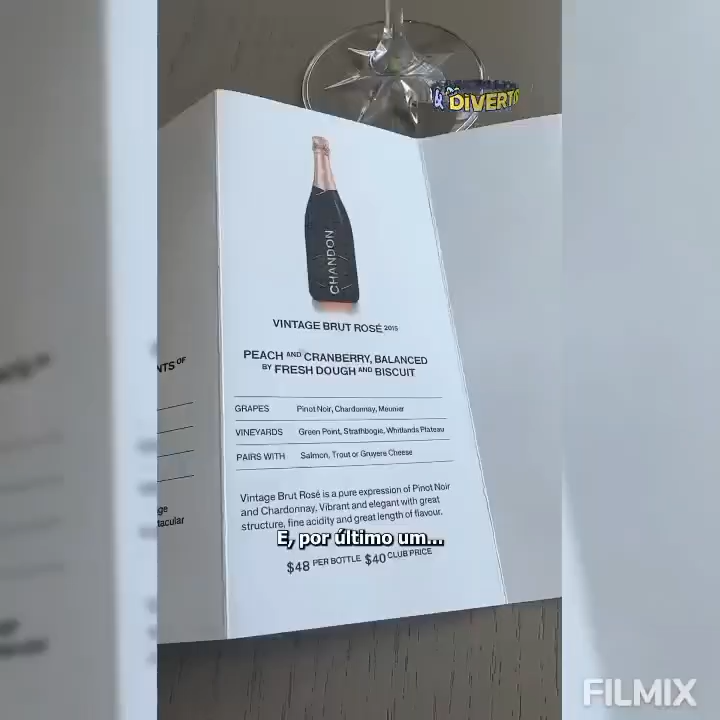 DIVERT
CHANDON
VINTAGE BRUT ROSÉ 2015
PEACH AND CRANBERRY, BALANCED
BY FRESH DOUGH AND BISCUIT
NTS OF
GRAPES Pinot Noir, Chardonnay, Meunier
VINEYARDS Green Point, Strathbogie, Whitlands Plateau
PAIRS WITH Salmon, Trout or Gruyere Cheese
Vintage Brut Rosé is a pure expression of Pinot Noir
and Chardonnay, Vibrant and elegant with great
structure, fine acidity and great length of flavour.
tacular
E, por último um...
$48 PER BOTTLE $40 CLUB PRICE
FILMIX